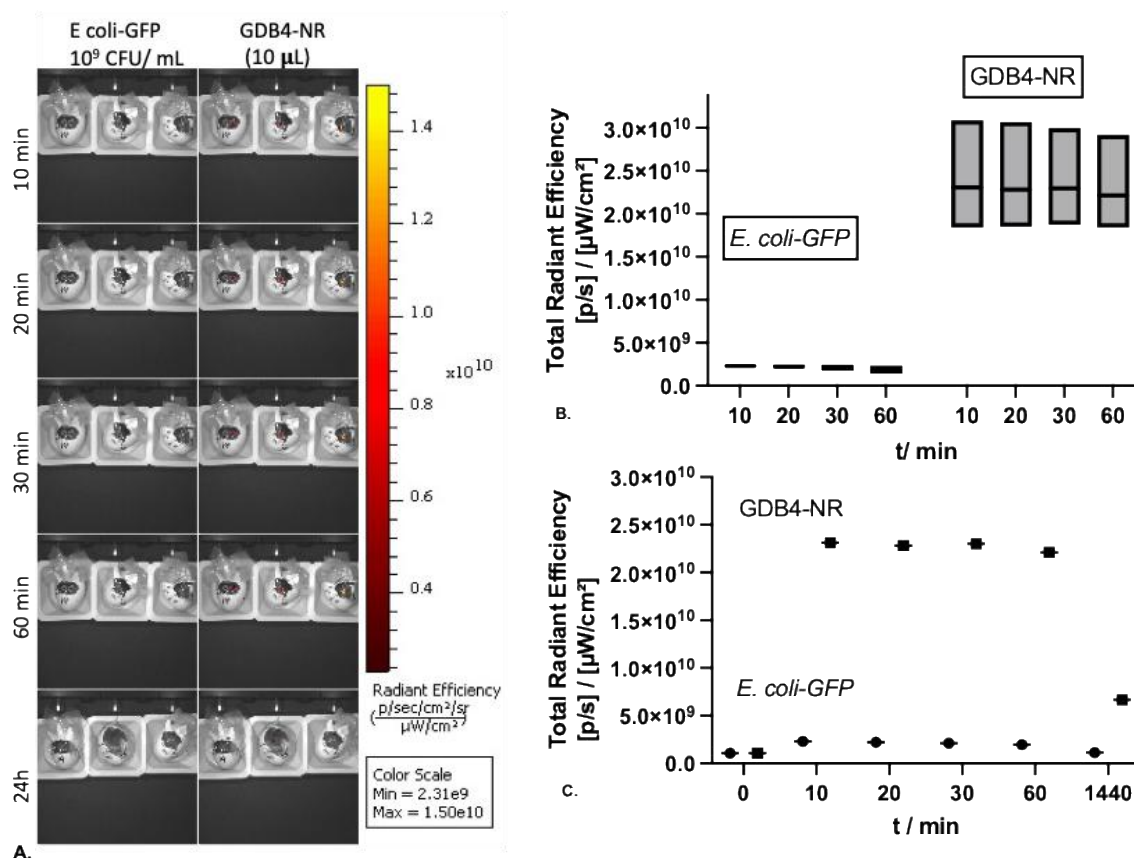 E coli-GFP
10⁹ CFU/ mL
GDB4-NR
(10 μL)
10 min
20 min
30 min
60 min
24h
1.4
1.2
1.0
x10¹⁰
0.8
0.6
0.4
Radiant Efficiency
(p/sec/cm²/sr
μW/cm²)
Color Scale
Min = 2.31e9
Max = 1.50e10
A.
GDB4-NR
E. coli-GFP
Total Radiant Efficiency
[p/s] / [μW/cm²]
3.0×10¹⁰
2.5×10¹⁰
2.0×10¹⁰
1.5×10¹⁰
1.0×10¹⁰
5.0×10⁹
0.0
10 20 30 60 10 20 30 60
t/ min
B.
Total Radiant Efficiency
[p/s] / [μW/cm²]
3.0×10¹⁰
2.5×10¹⁰
2.0×10¹⁰
1.5×10¹⁰
1.0×10¹⁰
5.0×10⁹
0.0
GDB4-NR
E. coli-GFP
0 10 20 30 60 1440
t / min
C.